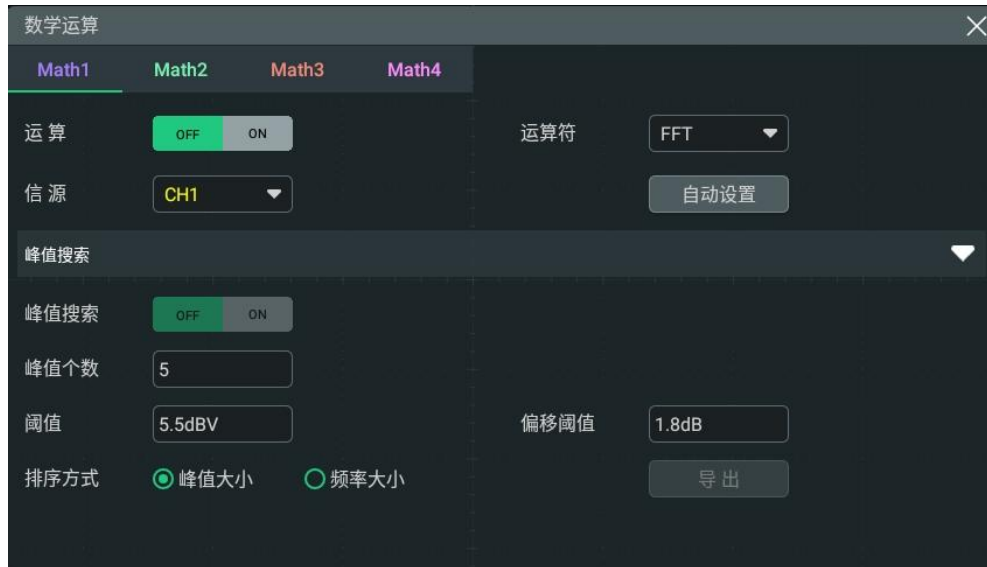 数学运算
Math1 Math2 Math3 Math4
运算 OFF ON 运算符 FFT
信源 CH1 自动设置
峰值搜索
峰值搜索 OFF ON
峰值个数 5
阈值 5.5dBV 偏移阈值 1.8dB
排序方式 峰值大小 频率大小 导出